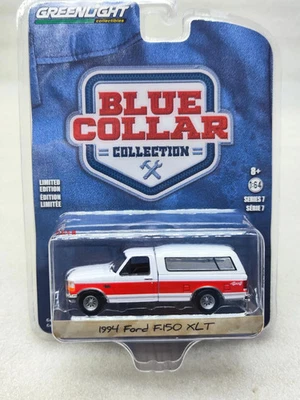 GREENLIGHT
collectibles
BLUE
COLLAR
COLLECTION
LIMITED
EDITION
ÉDITION
LIMITÉE
8+
1:64
SERIES 7
SÉRIE 7
1994 Ford F-150 XLT